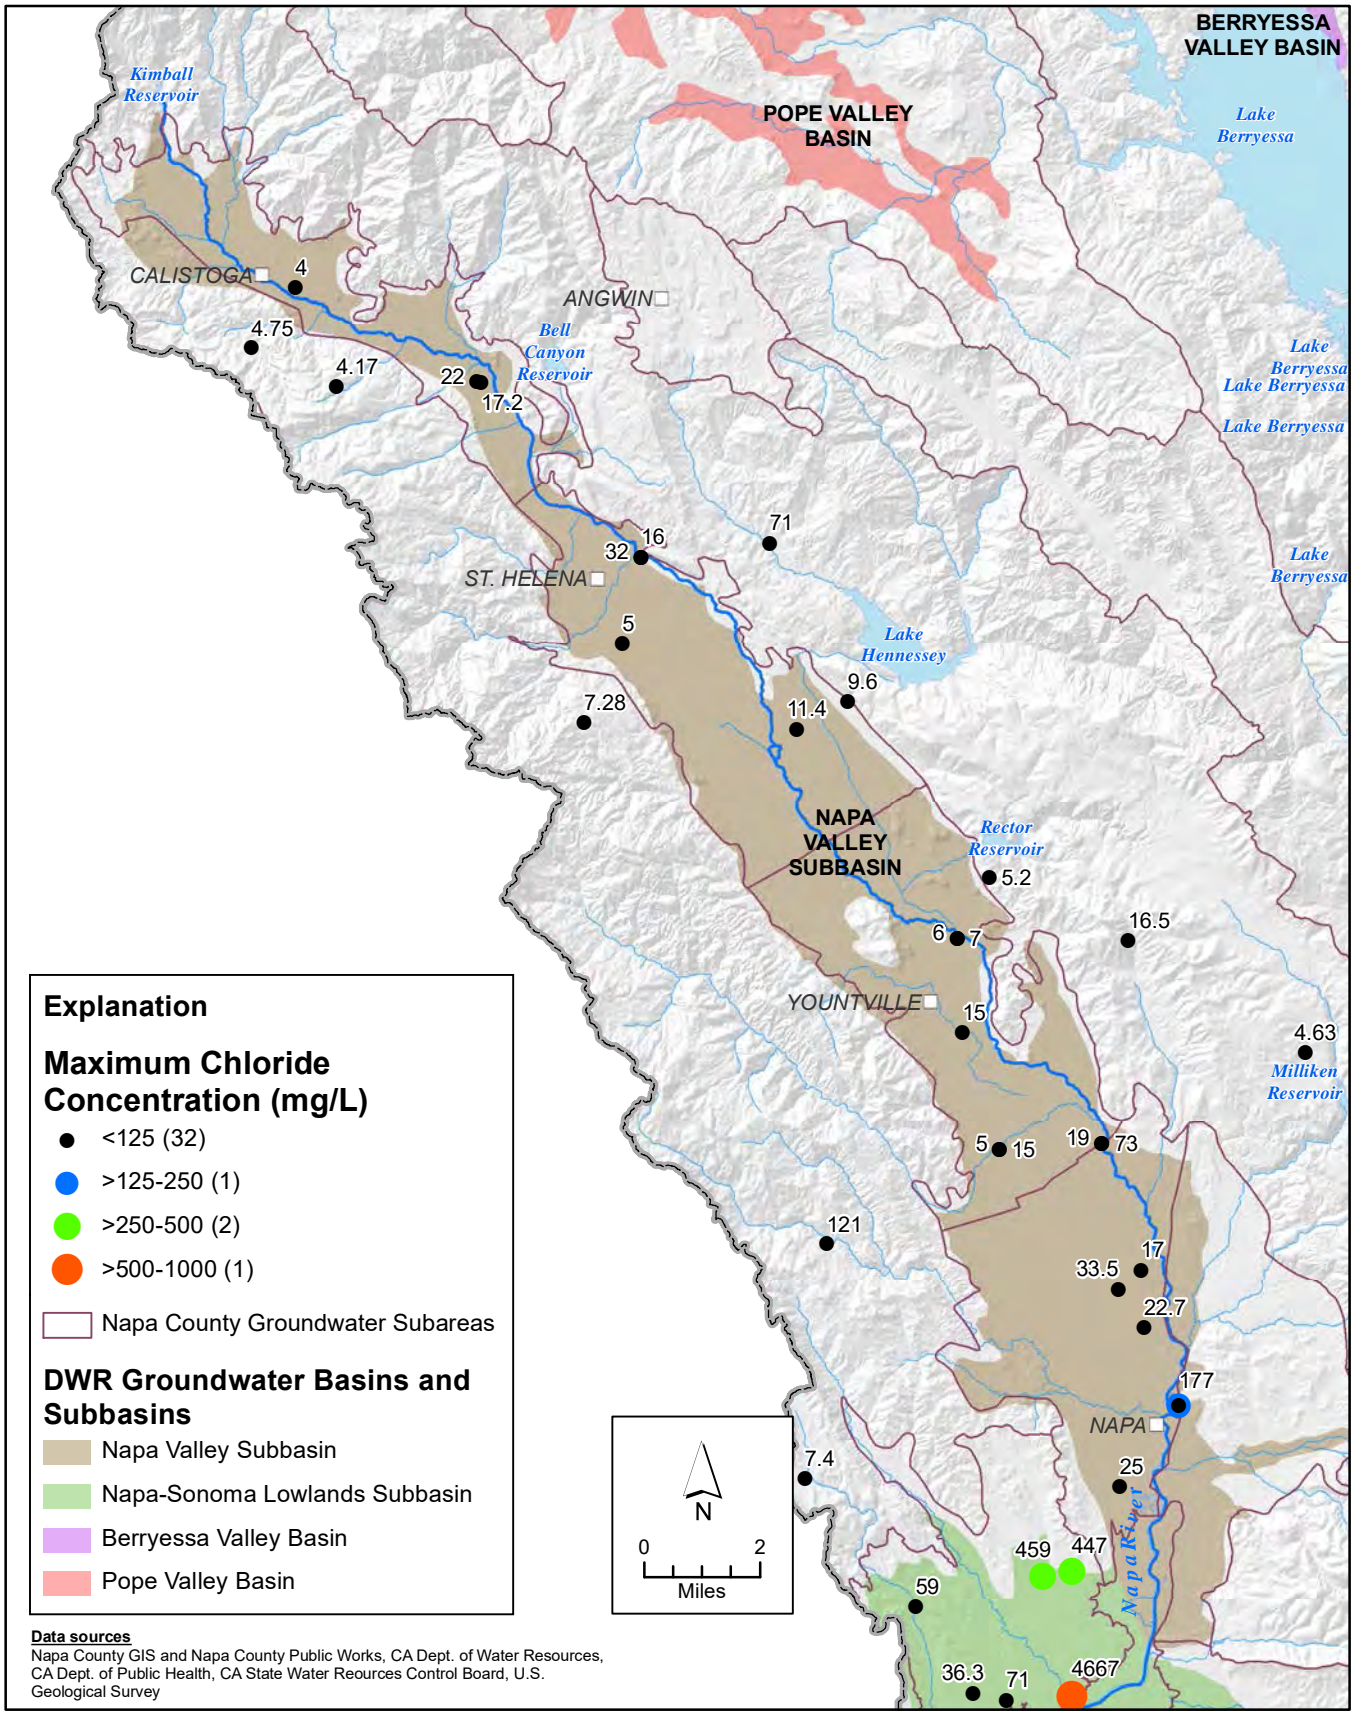 BERRYESSA
VALLEY BASIN
Kimball
Reservoir
POPE VALLEY
BASIN
Lake
Berryessa
CALISTOGA
4
ANGWIN
4.75
4.17
Bell
Canyon
Reservoir
22
17.2
Lake
Berryessa
Lake Berryessa
Lake Berryessa
71
16
32
ST. HELENA
Lake
Berryessa
5
Lake
Hennessey
7.28
9.6
11.4
NAPA
VALLEY
SUBBASIN
Rector
Reservoir
5.2
16.5
6
7
YOUNTVILLE
15
4.63
Milliken
Reservoir
5
15
19
73
121
17
33.5
22.7
177
NAPA
7.4
25
Napa River
459
447
59
36.3
71
4667
Explanation
Maximum Chloride
Concentration (mg/L)
<125 (32)
>125-250 (1)
>250-500 (2)
>500-1000 (1)
Napa County Groundwater Subareas
DWR Groundwater Basins and
Subbasins
Napa Valley Subbasin
Napa-Sonoma Lowlands Subbasin
Berryessa Valley Basin
Pope Valley Basin
N
0 2
Miles
Data sources
Napa County GIS and Napa County Public Works, CA Dept. of Water Resources,
CA Dept. of Public Health, CA State Water Reources Control Board, U.S.
Geological Survey